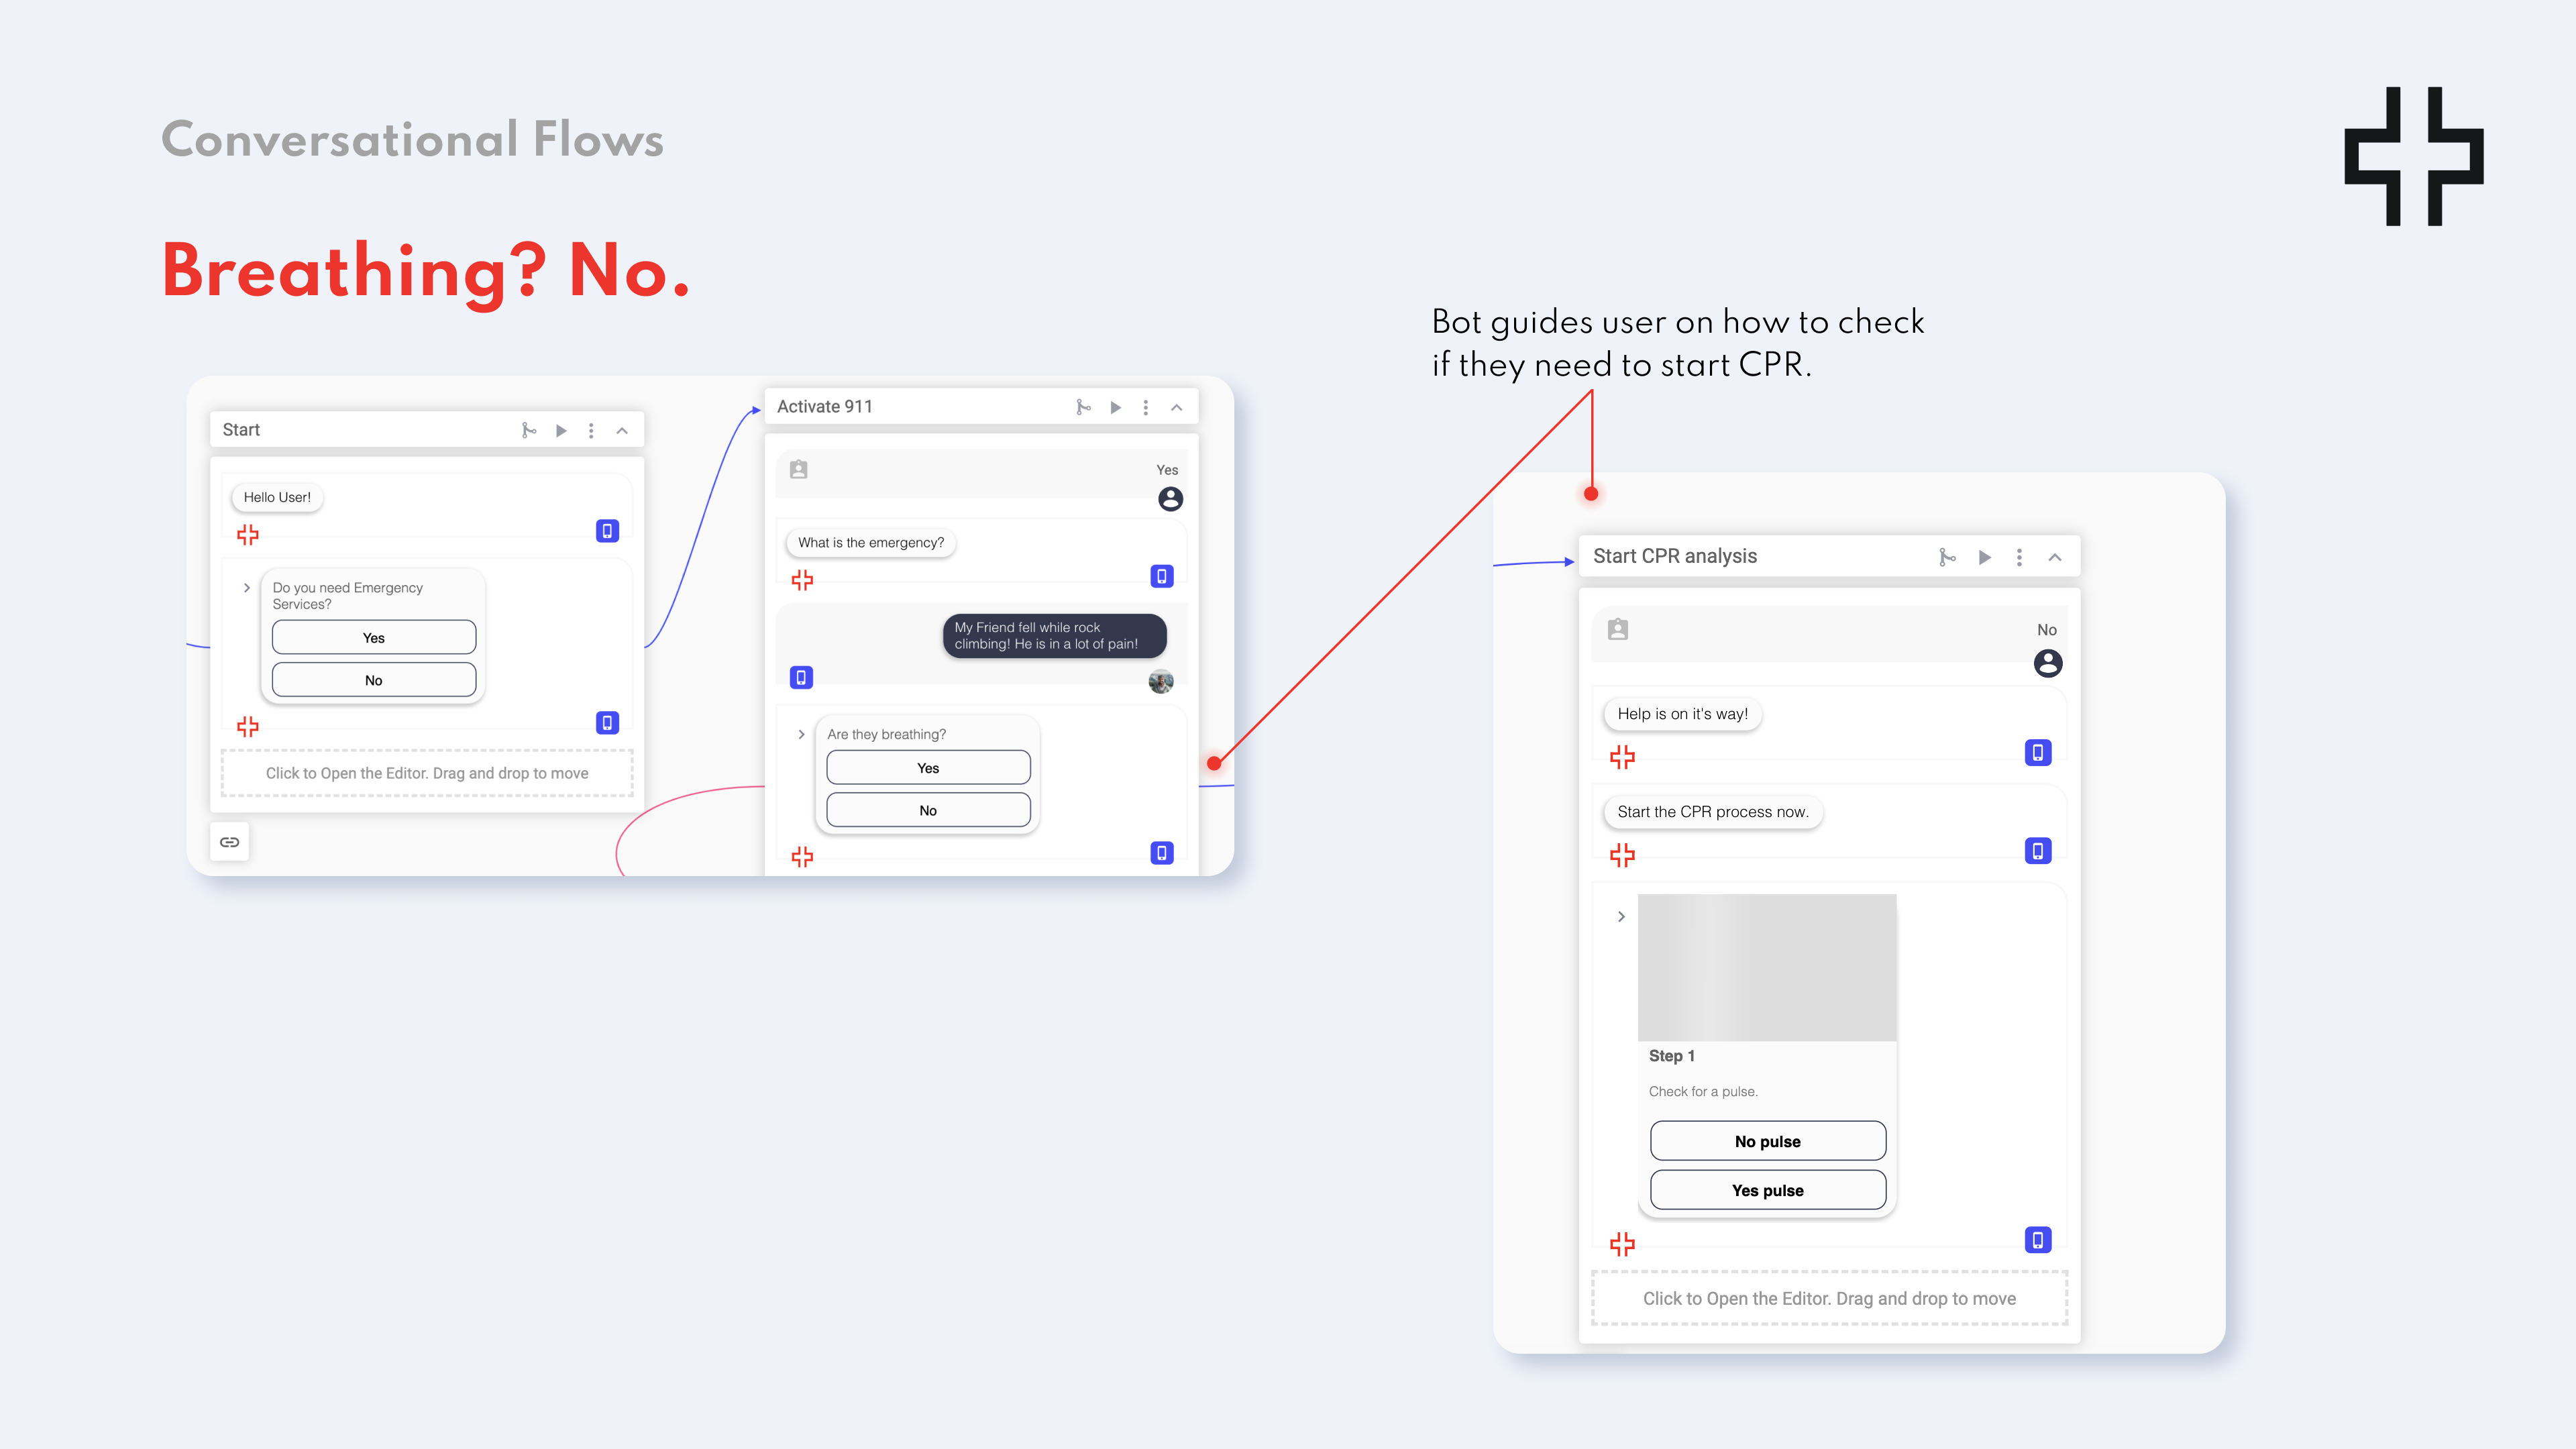 Conversational Flows
Breathing? No.
Bot guides user on how to check
if they need to start CPR.
Start
Hello User!
Do you need Emergency
Services?
Yes
No
Click to Open the Editor. Drag and drop to move
Activate 911
Yes
What is the emergency?
My Friend fell while rock
climbing! He is in a lot of pain!
Are they breathing?
Yes
No
Start CPR analysis
No
Help is on it's way!
Start the CPR process now.
Step 1
Check for a pulse.
No pulse
Yes pulse
Click to Open the Editor. Drag and drop to move